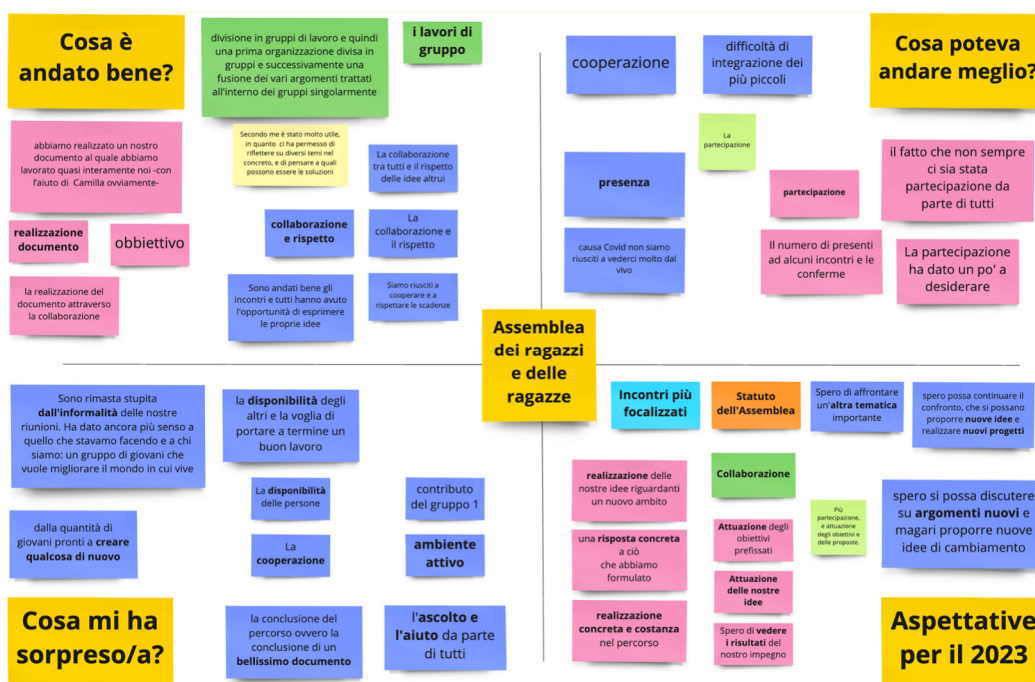 Cosa è
andato bene?
divisione in gruppi di lavoro e quindi
una prima organizzazione divisa in
gruppi e successivamente una
fusione dei vari argomenti trattati
all'interno dei gruppi singolarmente
i lavori di
gruppo
abbiamo realizzato un nostro
documento al quale abbiamo
lavorato quasi interamente noi -con
l'aiuto di Camilla ovviamente-
Secondo me è stato molto utile,
in quanto ci ha permesso di
riflettere su diversi temi nel
concreto, e di pensare a quali
possono essere le soluzioni
La collaborazione
tra tutti e il rispetto
delle idee altrui
realizzazione
documento
obbiettivo
collaborazione
e rispetto
La
collaborazione e
il rispetto
la realizzazione del
documento attraverso
la collaborazione
Sono andati bene gli
incontri e tutti hanno avuto
l'opportunità di esprimere
le proprie idee
Siamo riusciti a
cooperare e a
rispettare le scadenze
cooperazione
difficoltà di
integrazione dei
più piccoli
Cosa poteva
andare meglio?
La
partecipazione
presenza
partecipazione
il fatto che non sempre
ci sia stata
partecipazione da
parte di tutti
causa Covid non siamo
riusciti a vederci molto dal
vivo
Il numero di presenti
ad alcuni incontri e le
conferme
La partecipazione
ha dato un po' a
desiderare
Assemblea
dei ragazzi
e delle
ragazze
Sono rimasta stupita
dall'informalità delle nostre
riunioni. Ha dato ancora più senso a
quello che stavamo facendo e a chi
siamo: un gruppo di giovani che
vuole migliorare il mondo in cui vive
la disponibilità degli
altri e la voglia di
portare a termine un
buon lavoro
La disponibilità
delle persone
contributo
del gruppo 1
dalla quantità di
giovani pronti a creare
qualcosa di nuovo
La
cooperazione
ambiente
attivo
Cosa mi ha
sorpreso/a?
la conclusione del
percorso ovvero la
conclusione di un
bellissimo documento
l'ascolto e
l'aiuto da parte
di tutti
Incontri più
focalizzati
Statuto
dell'Assemblea
Spero di affrontare
un'altra tematica
importante
spero possa continuare il
confronto, che si possano
proporre nuove idee e
realizzare nuovi progetti
realizzazione delle
nostre idee riguardanti
un nuovo ambito
Collaborazione
una risposta concreta
a ciò
che abbiamo
formulato
Attuazione degli
obiettivi
prefissati
Più
partecipazione,
e attuazione
degli obiettivi e
delle proposte.
spero si possa discutere
su argomenti nuovi e
magari proporre nuove
idee di cambiamento
Attuazione
delle nostre
idee
realizzazione
concreta e costanza
nel percorso
Spero di vedere
i risultati del
nostro impegno
Aspettative
per il 2023